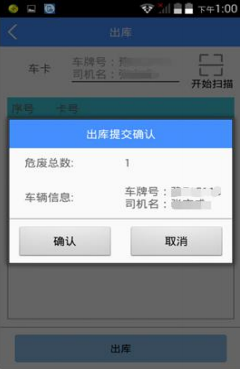 下午1:00
出库
车卡
车牌号：
司机名：
开始扫描
序号 卡号
出库提交确认
危废总数： 1
车辆信息： 车牌号：
司机名：
确认 取消
出库